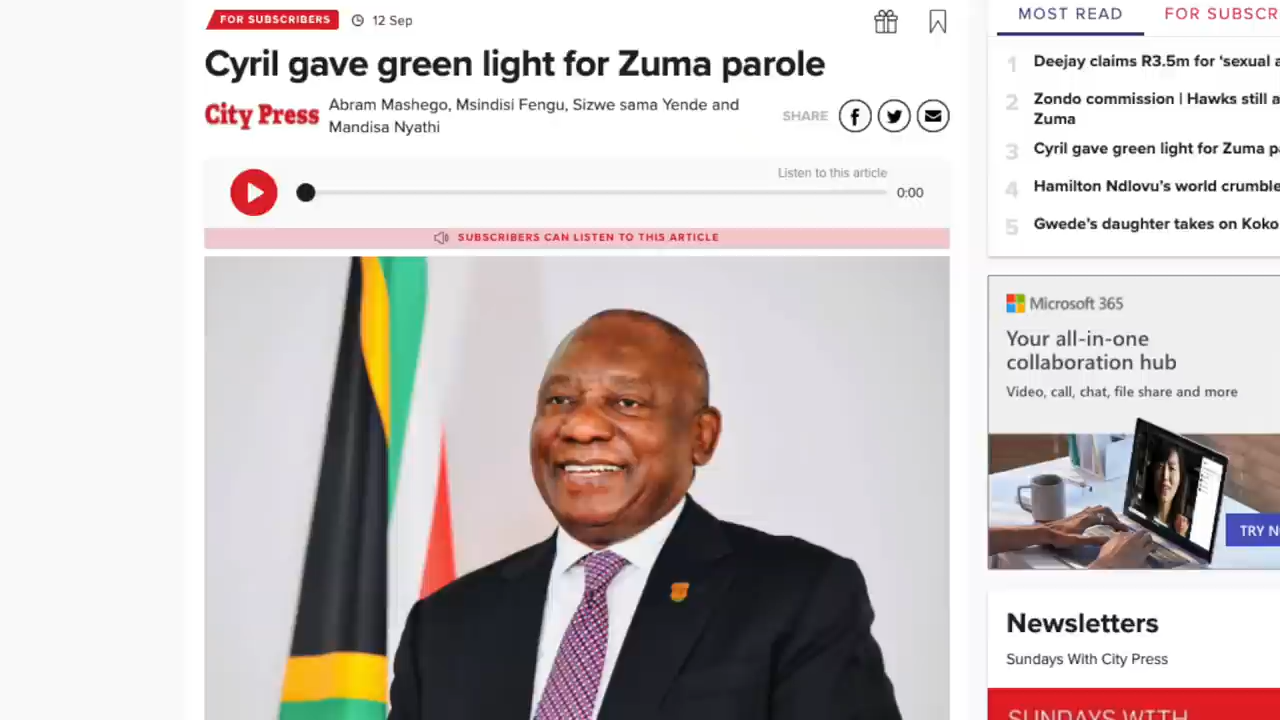 FOR SUBSCRIBERS
12 Sep
Cyril gave green light for Zuma parole
City Press
Abram Mashego, Msindisi Fengu, Sizwe sama Yende and
Mandisa Nyathi
SHARE
Listen to this article
0:00
SUBSCRIBERS CAN LISTEN TO THIS ARTICLE
MOST READ
FOR SUBSCR
1 Deejay claims R3.5m for 'sexual a
2 Zondo commission | Hawks still a
Zuma
3 Cyril gave green light for Zuma pa
4 Hamilton Ndlovu's world crumble
5 Gwede's daughter takes on Koko
Microsoft 365
Your all-in-one
collaboration hub
Video, call, chat, file share and more
TRY N
Newsletters
Sundays With City Press
SUNDAYS WITH